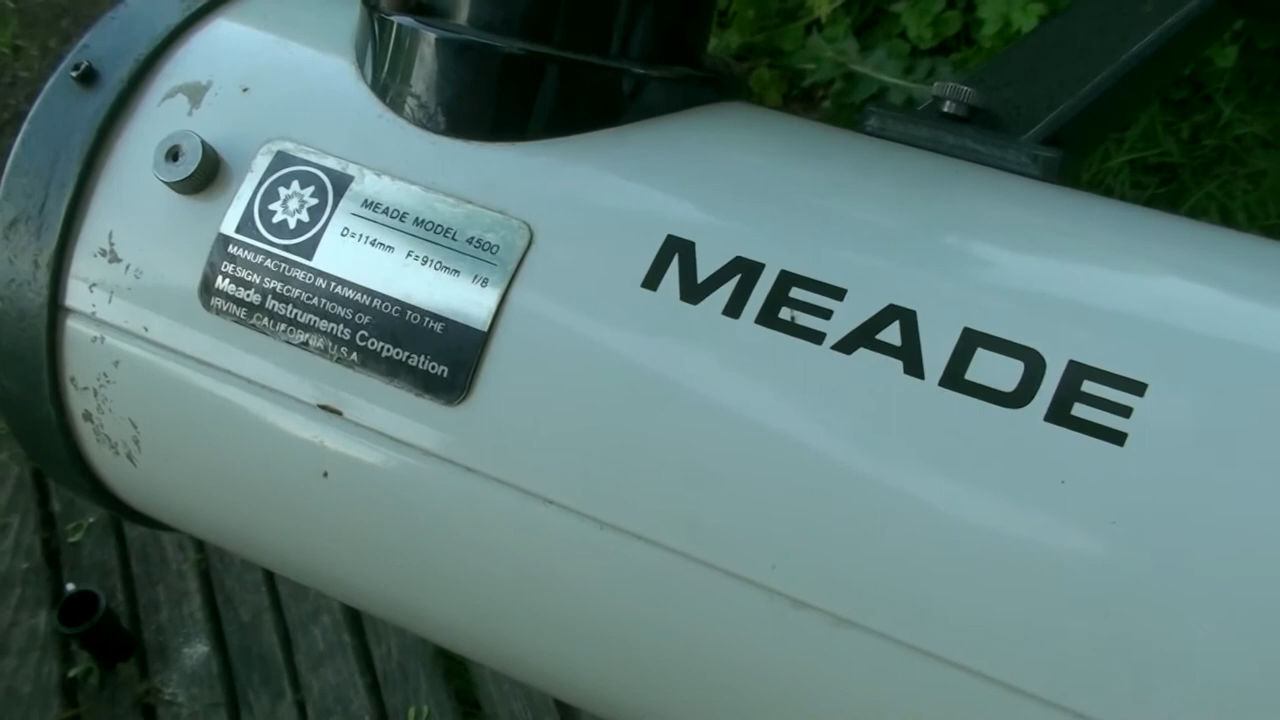 MEADE MODEL 4500
D=114mm F=910mm f/8
MANUFACTURED IN TAIWAN R.O.C. TO THE
DESIGN SPECIFICATIONS OF:
Meade Instruments Corporation
IRVINE, CALIFORNIA U.S.A.
MEADE